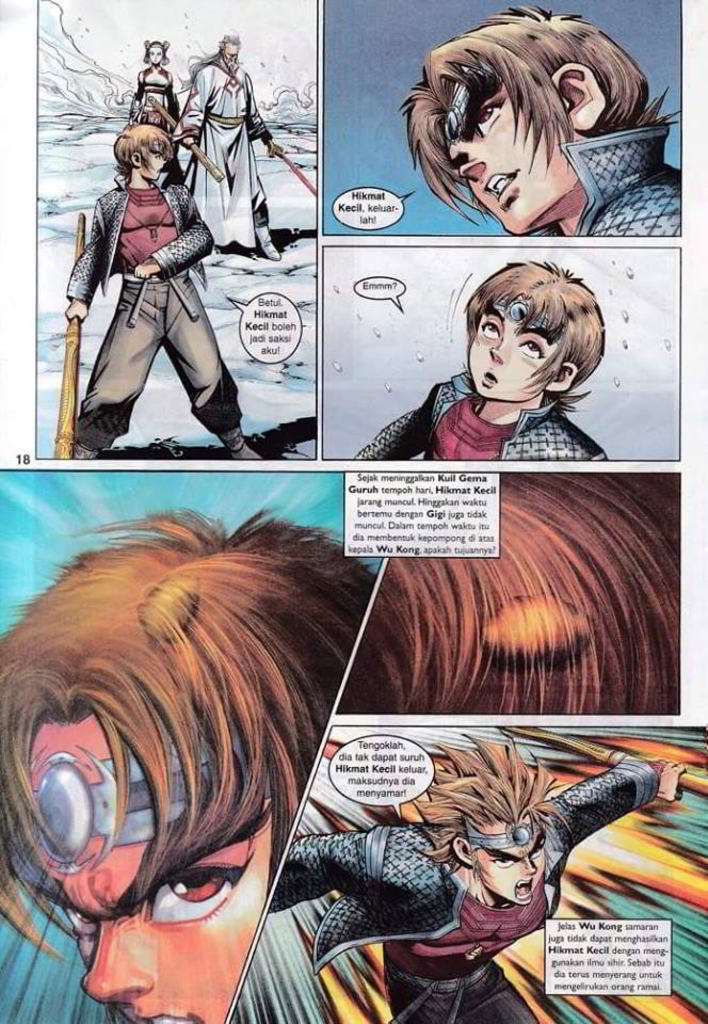 Betul.
Hikmat
Kecil boleh
jadi saksi
aku!
Hikmat
Kecil, keluar-
lah!
Emmm?
18
Sejak meninggalkan Kuil Gema
Guruh tempoh hari, Hikmat Kecil
jarang muncul. Hinggakan waktu
bertemu dengan Gigi juga tidak
muncul. Dalam tempoh waktu itu
dia membentuk kepompong di atas
kepala Wu Kong, apakah tujuannya?
Tengoklah,
dia tak dapat suruh
Hikmat Kecil keluar,
maksudnya dia
menyamar!
Jelas Wu Kong samaran
juga tidak dapat menghasilkan
Hikmat Kecil dengan meng-
gunakan ilmu sihir. Sebab itu
dia terus menyerang untuk
mengelirukan orang ramai.